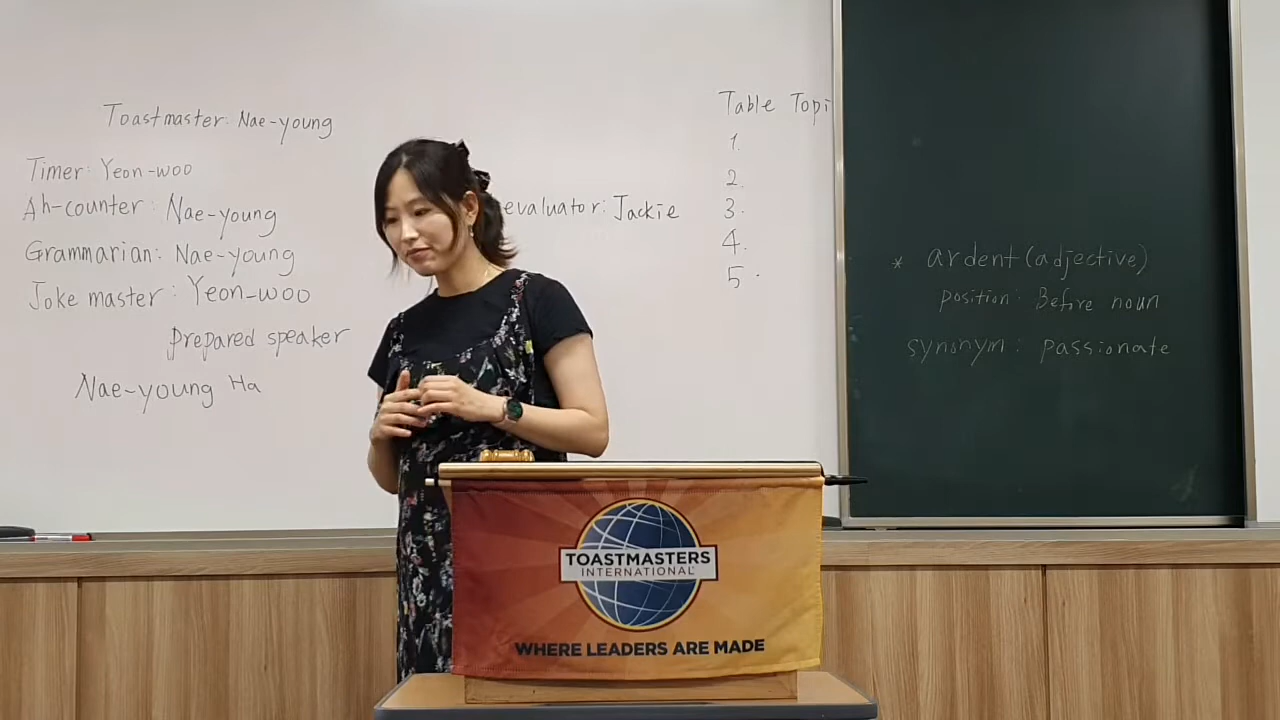 Toastmaster: Nae-young
Timer: Yeon-woo
Ah-counter: Nae-young
Grammarian: Nae-young
Joke master: Yeon-woo
Prepared speaker
Nae-young Ha
evaluator: Jackie
Table Topi
1.
2.
3.
4.
5.
* ardent (adjective)
position: Before noun
synonym: passionate
TOASTMASTERS
INTERNATIONAL
WHERE LEADERS ARE MADE